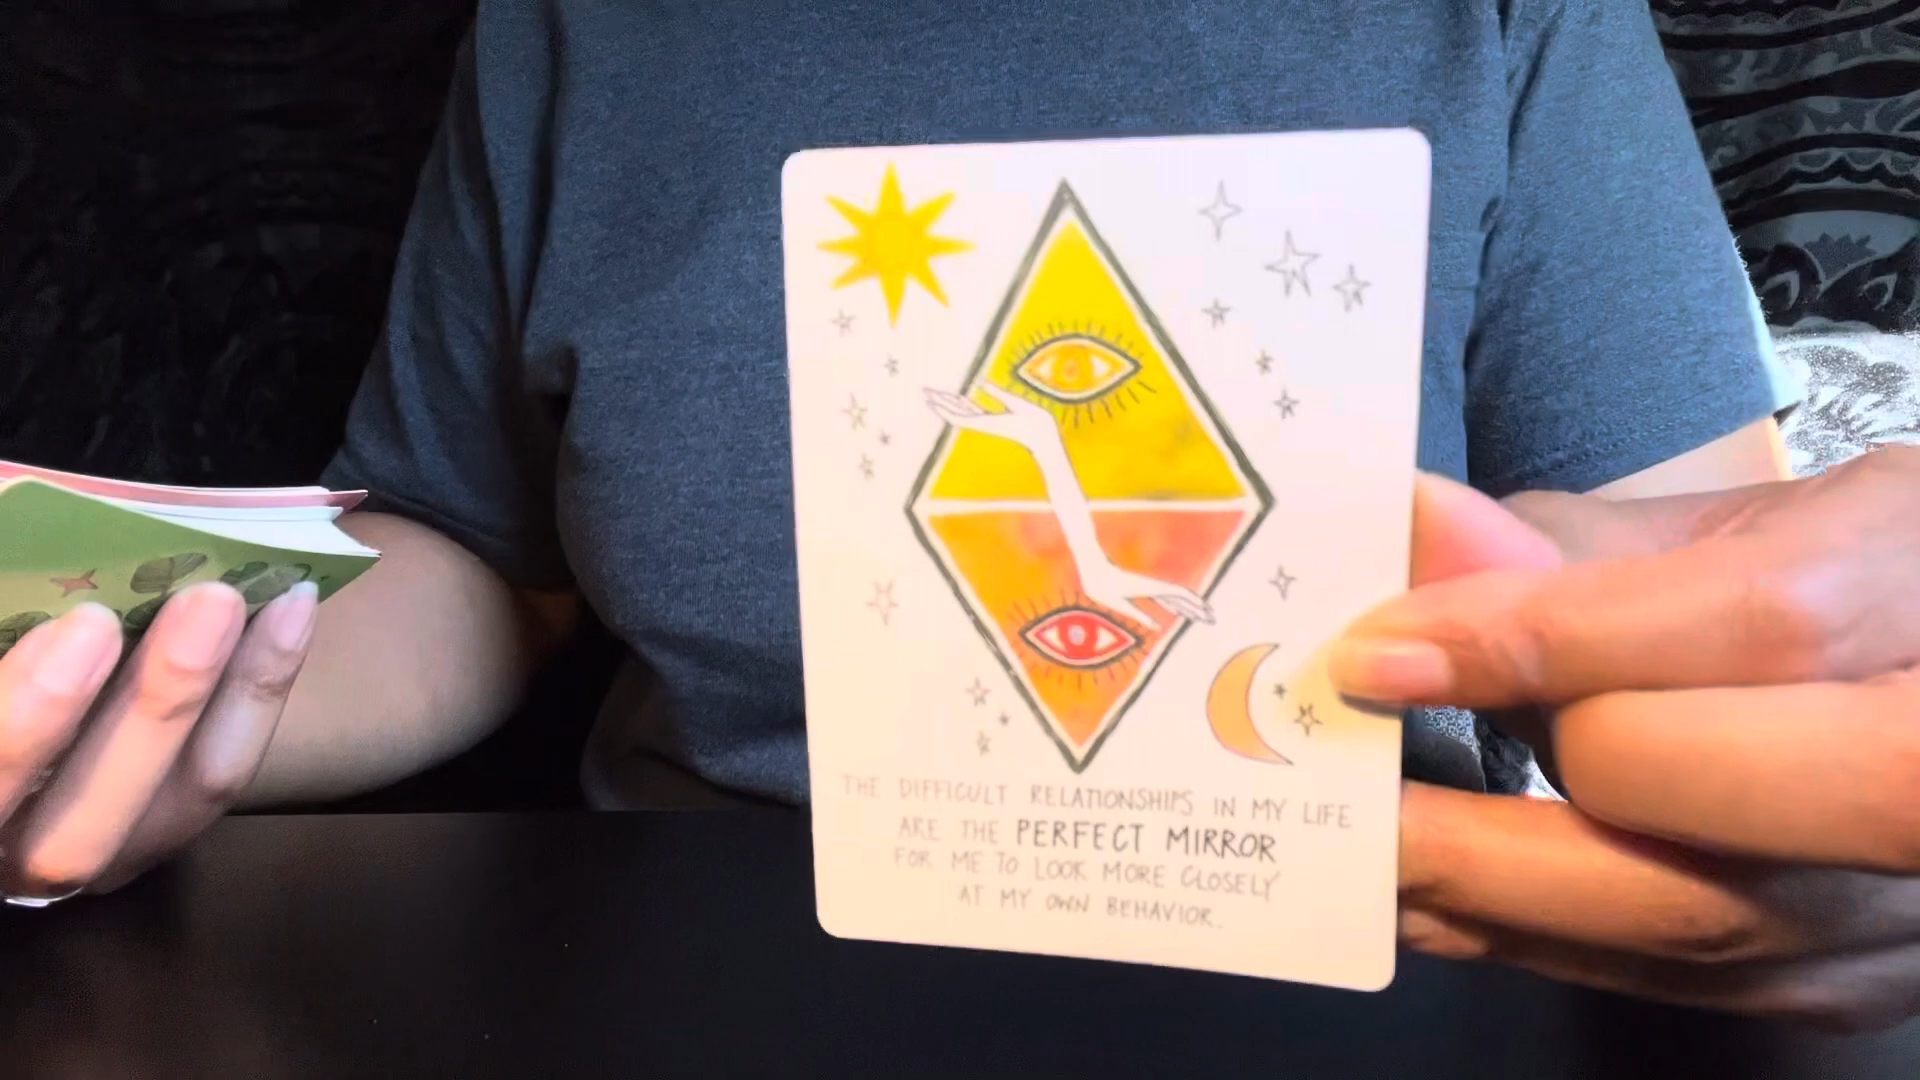 THE DIFFICULT RELATIONSHIPS IN MY LIFE
ARE THE PERFECT MIRROR
FOR ME TO LOOK MORE CLOSELY
AT MY OWN BEHAVIOR.